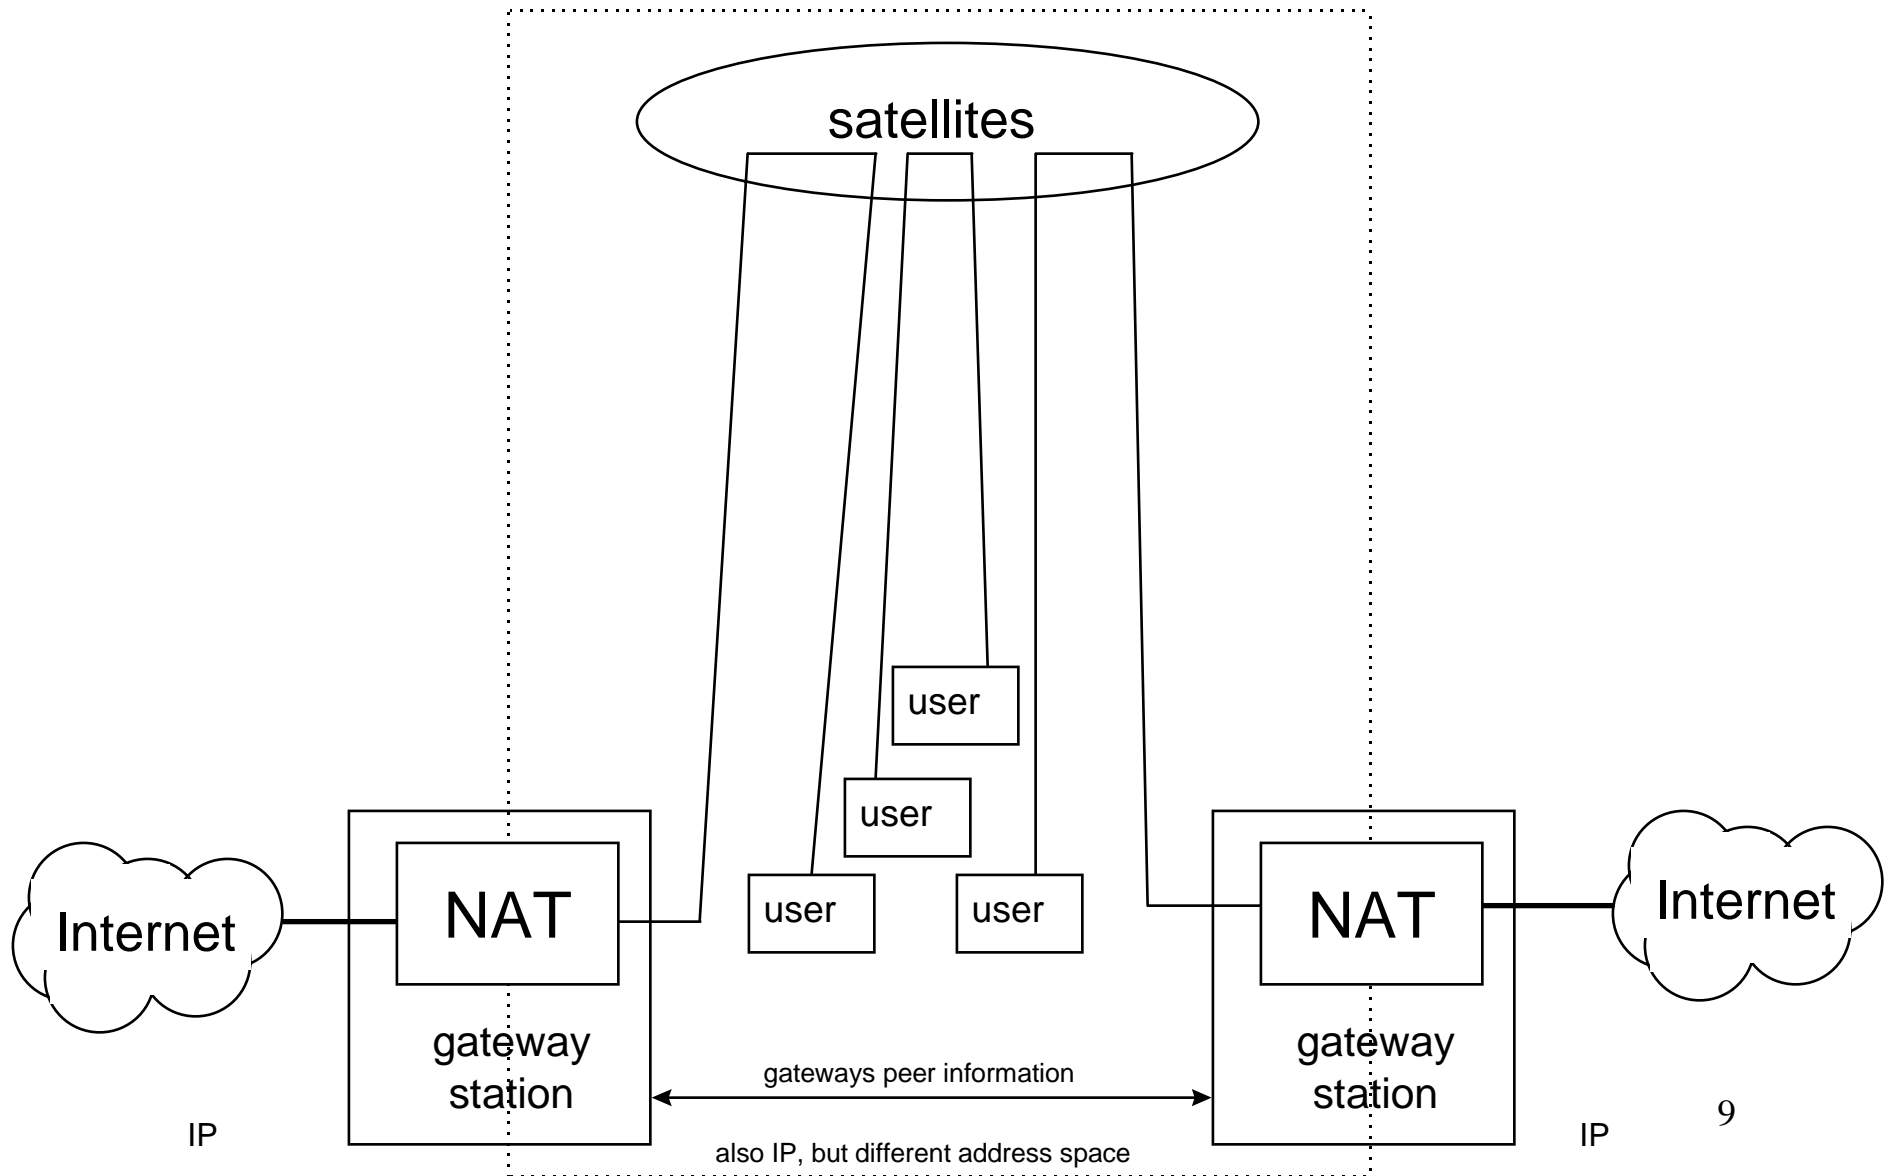 satellites
user
user
user
user
Internet
NAT
NAT
Internet
gateway
station
gateways peer information
gateway
station
IP
also IP, but different address space
IP
9